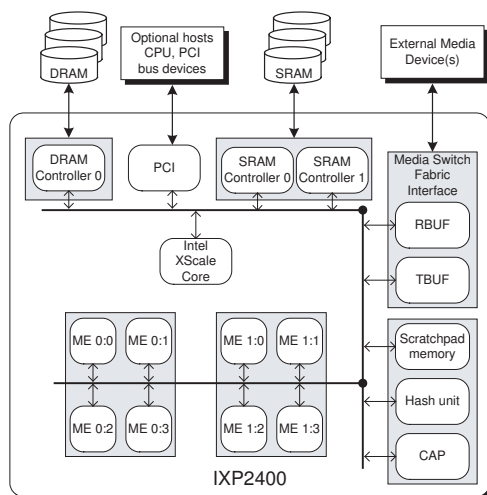 DRAM
Optional hosts
CPU, PCI
bus devices
SRAM
External Media
Device(s)
DRAM
Controller 0
PCI
SRAM
Controller 0
SRAM
Controller 1
Media Switch
Fabric
Interface
RBUF
TBUF
Intel
XScale
Core
ME 0:0
ME 0:1
ME 1:0
ME 1:1
ME 0:2
ME 0:3
ME 1:2
ME 1:3
Scratchpad
memory
Hash unit
CAP
IXP2400